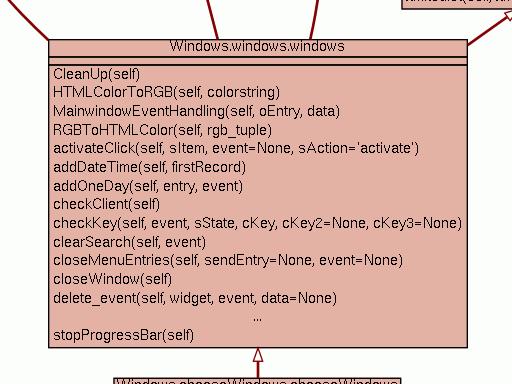 Windows.windows.windows
CleanUp(self)
HTMLColorToRGB(self, colorstring)
MainwindowEventHandling(self, oEntry, data)
RGBToHTMLColor(self, rgb_tuple)
activateClick(self, sItem, event=None, sAction='activate')
addDateTime(self, firstRecord)
addOneDay(self, entry, event)
checkClient(self)
checkKey(self, event, sState, cKey, cKey2=None, cKey3=None)
clearSearch(self, event)
closeMenuEntries(self, sendEntry=None, event=None)
closeWindow(self)
delete_event(self, widget, event, data=None)
...
stopProgressBar(self)
Windows.chooseWindows.chooseWindows